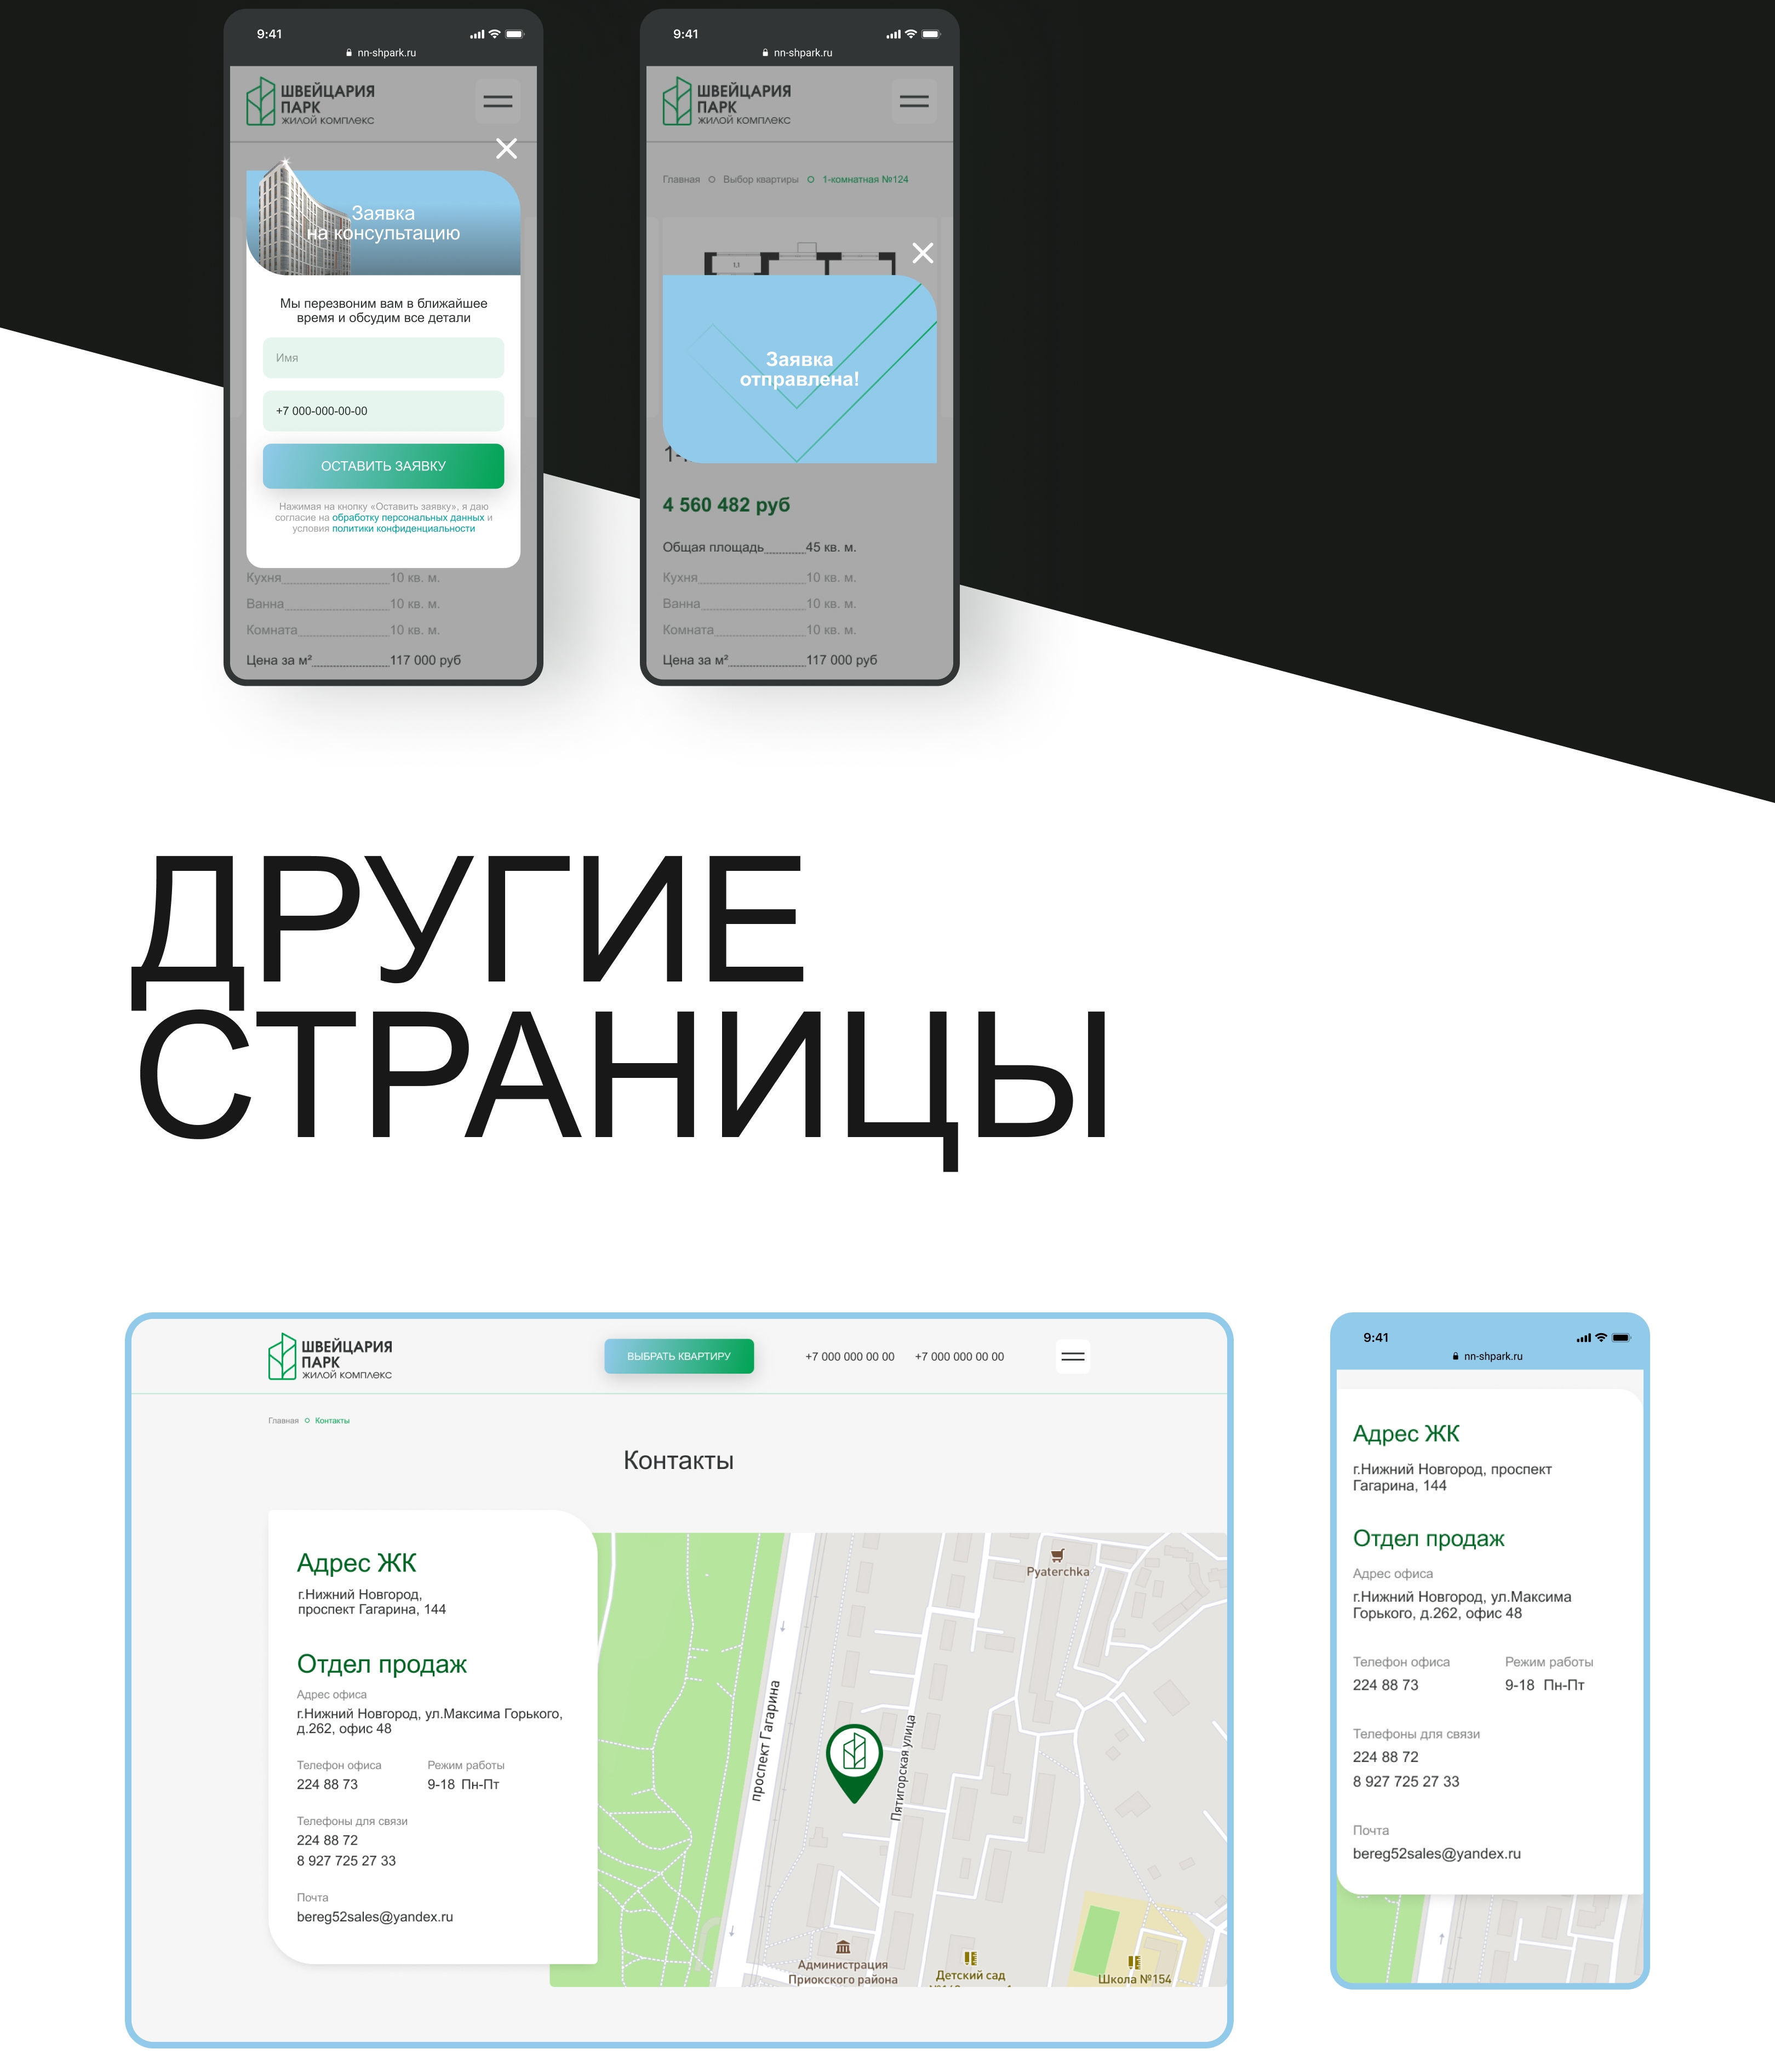 9:41
nn-shpark.ru
ШВЕЙЦАРИЯ
ПАРК
ЖИЛОЙ КОМПЛЕКС
Заявка
на консультацию
Мы перезвоним вам в ближайшее
время и обсудим все детали
Имя
+7 000-000-00-00
ОСТАВИТЬ ЗАЯВКУ
Нажимая на кнопку «Оставить заявку», я даю
согласие на обработку персональных данных и
условия политики конфиденциальности
Кухня 10 кв. м.
Ванна 10 кв. м.
Комната 10 кв. м.
Цена за м² 117 000 руб
9:41
nn-shpark.ru
ШВЕЙЦАРИЯ
ПАРК
ЖИЛОЙ КОМПЛЕКС
Главная Выбор квартиры 1-комнатная №124
1.1
Заявка
отправлена!
4 560 482 руб
Общая площадь 45 кв. м.
Кухня 10 кв. м.
Ванна 10 кв. м.
Комната 10 кв. м.
Цена за м² 117 000 руб
ДРУГИЕ
СТРАНИЦЫ
ШВЕЙЦАРИЯ
ПАРК
ЖИЛОЙ КОМПЛЕКС
ВЫБРАТЬ КВАРТИРУ
+7 000 000 00 00 +7 000 000 00 00
Главная Контакты
Контакты
Адрес ЖК
г.Нижний Новгород,
проспект Гагарина, 144
Отдел продаж
Адрес офиса
г.Нижний Новгород, ул.Максима Горького,
д.262, офис 48
Телефон офиса Режим работы
224 88 73 9-18 Пн-Пт
Телефоны для связи
224 88 72
8 927 725 27 33
Почта
bereg52sales@yandex.ru
Pyaterchka
проспект Гагарина
Пятигорская улица
Администрация
Приокского района
Детский сад
Школа №154
9:41
nn-shpark.ru
Адрес ЖК
г.Нижний Новгород, проспект
Гагарина, 144
Отдел продаж
Адрес офиса
г.Нижний Новгород, ул.Максима
Горького, д.262, офис 48
Телефон офиса Режим работы
224 88 73 9-18 Пн-Пт
Телефоны для связи
224 88 72
8 927 725 27 33
Почта
bereg52sales@yandex.ru